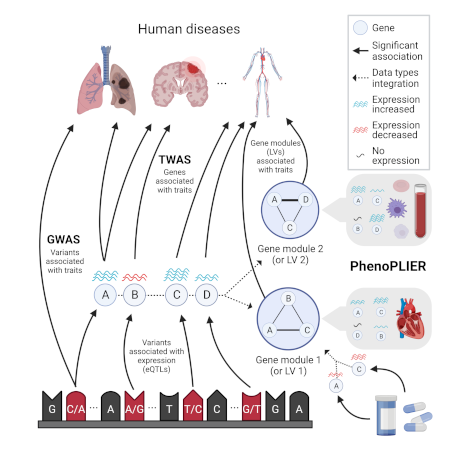 Human diseases
...
Gene
Significant
association
Data types
integration
Expression
increased
Expression
decreased
No
expression
TWAS
Genes
associated
with traits
Gene modules
(LVs)
associated
with traits
GWAS
Variants
associated
with traits
A D
C
Gene module 2
(or LV 2)
A C
B D
PhenoPLIER
A B C D
B
A C
Gene module 1
(or LV 1)
A C
D B
Variants
associated with
expression
(eQTLs)
C
A
G C/A ... A A/G ... T T/C C ... G/T G A